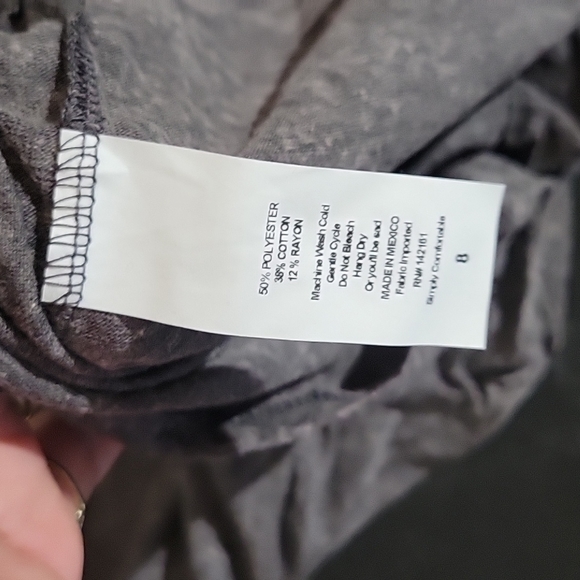 50% POLYESTER
38% COTTON
12% RAYON
Machine Wash Cold
Gentle Cycle
Do Not Bleach
Hang Dry
Or you'll be sad
MADE IN MEXICO
Fabric Imported
RN# 142161
Simply Comfortable
8